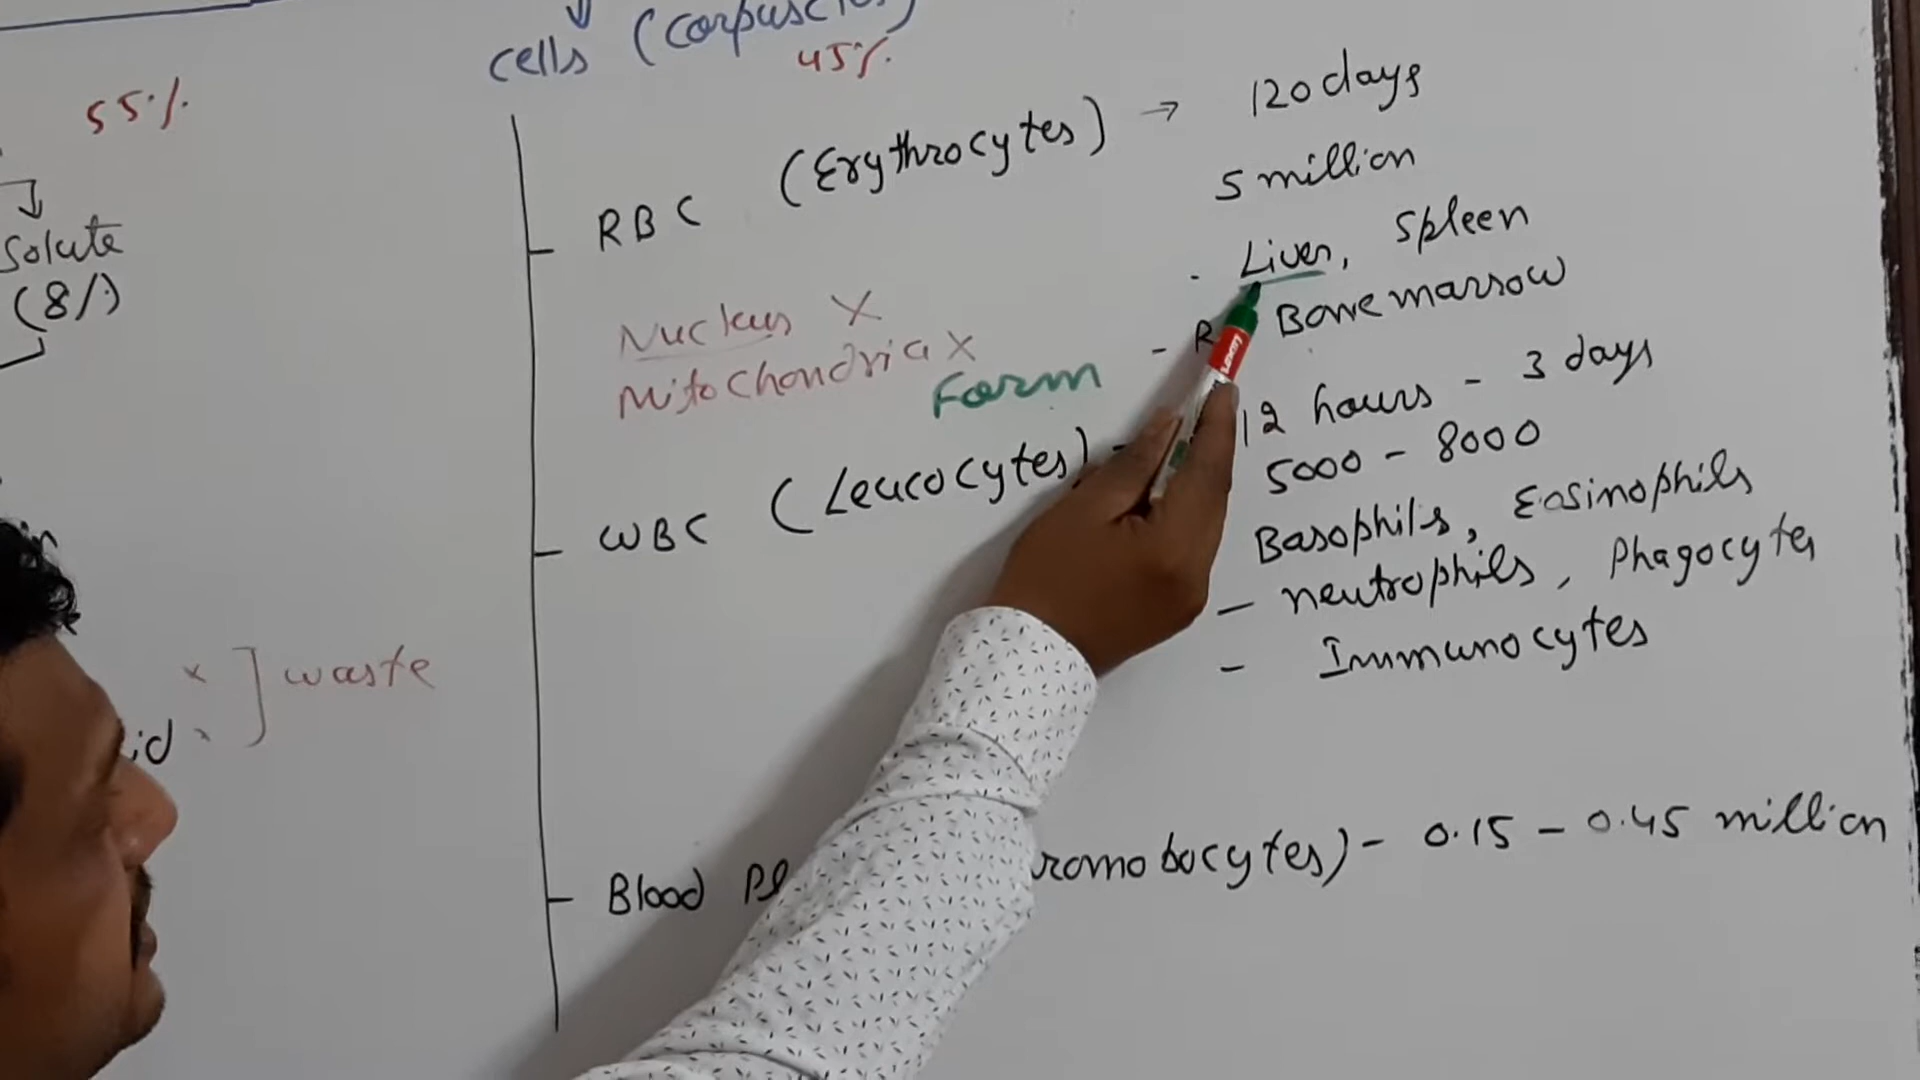 cells (corpuscles)
55%
45%
Solute
(8%)
RBC (Erythrocytes) → 120 days
5 million
- Liver, Spleen
- Bone marrow
Nucleus X
Mitochondria X
Form
WBC (Leucocytes) 12 hours - 3 days
5000 - 8000
Basophils, Eosinophils
- neutrophils, Phagocytes
- Immunocytes
x ] waste
Blood romobocytes) - 0.15 - 0.45 million